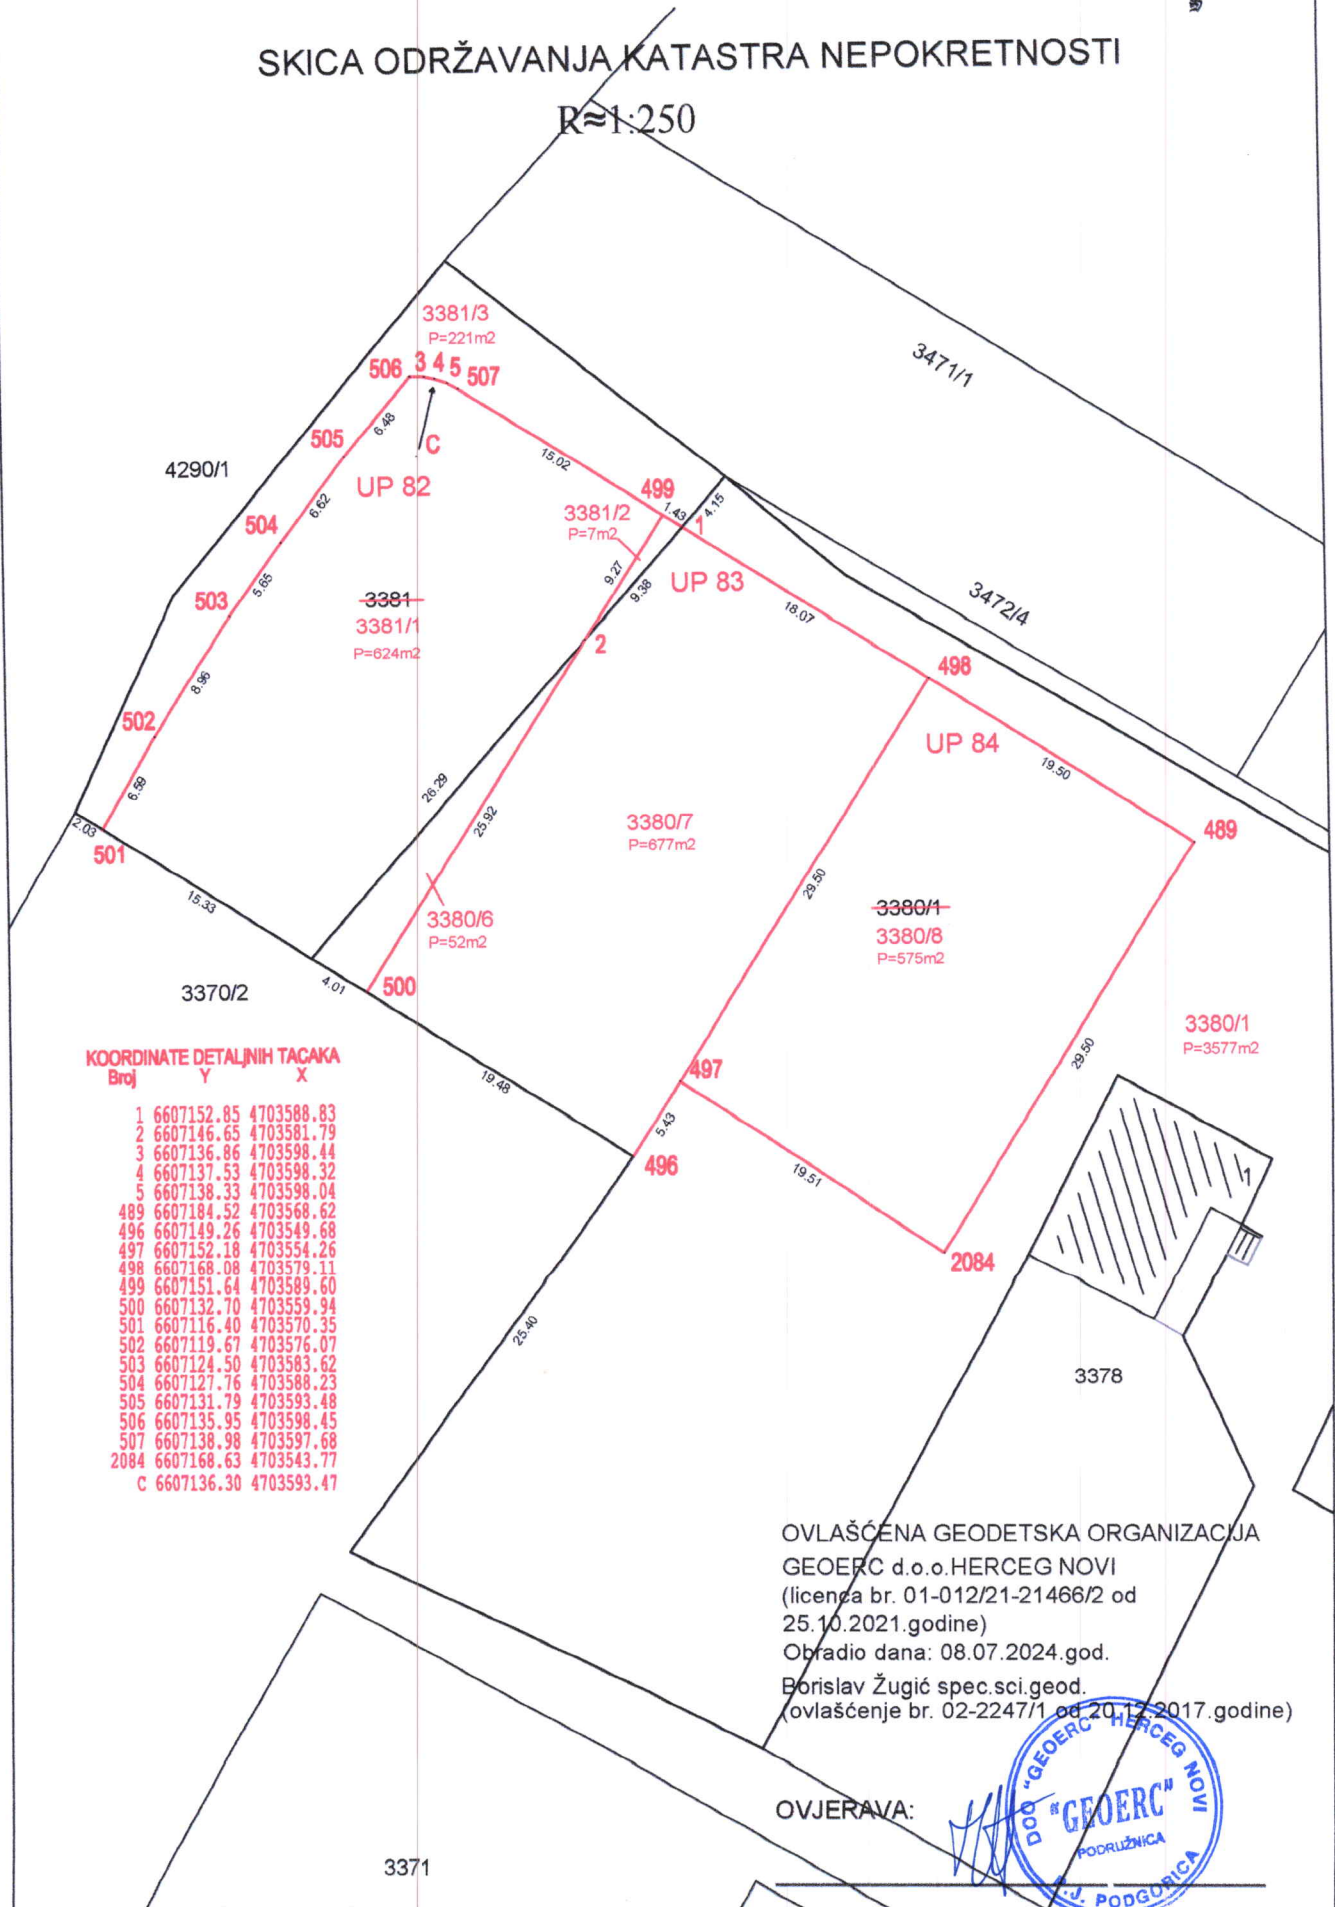 SKICA ODRŽAVANJA KATASTRA NEPOKRETNOSTI
R≈1:250
3381/3
P=221m2
3471/1
506 3 4 5 507
6.48
505
C
15.02
4290/1
UP 82
499
4.15
3381/2
1.43
1
P=7m2
6.62
504
9.27
UP 83
9.38
5.65
3472/4
503
3381
18.07
3381/1
2
P=624m2
498
8.96
502
UP 84
19.50
6.59
26.29
25.92
3380/7
P=677m2
489
2.03
501
29.50
15.33
3380/1
3380/6
3380/8
P=52m2
P=575m2
4.01
500
3370/2
3380/1
P=3577m2
29.50
497
19.48
5.43
496
19.51
1
2084
25.40
3378
KOORDINATE DETALJNIH TACAKA
Broj Y X
1 6607152.85 4703588.83
2 6607146.65 4703581.79
3 6607136.86 4703598.44
4 6607137.53 4703598.32
5 6607138.33 4703598.04
489 6607184.52 4703568.62
496 6607149.26 4703549.68
497 6607152.18 4703554.26
498 6607168.08 4703579.11
499 6607151.64 4703589.60
500 6607132.70 4703559.94
501 6607116.40 4703570.35
502 6607119.67 4703576.07
503 6607124.50 4703583.62
504 6607127.76 4703588.23
505 6607131.79 4703593.48
506 6607135.95 4703598.45
507 6607138.98 4703597.68
2084 6607168.63 4703543.77
C 6607136.30 4703593.47
OVLAŠĆENA GEODETSKA ORGANIZACIJA
GEOERC d.o.o.HERCEG NOVI
(licenca br. 01-012/21-21466/2 od
25.10.2021.godine)
Obradio dana: 08.07.2024.god.
Borislav Žugić spec.sci.geod.
(ovlašćenje br. 02-2247/1 od 20.12.2017.godine)
OVJERAVA:
DOO "GEOERC" HERCEG NOVI
"GEOERC"
PODRUŽNICA
P.J. PODGORICA
3371